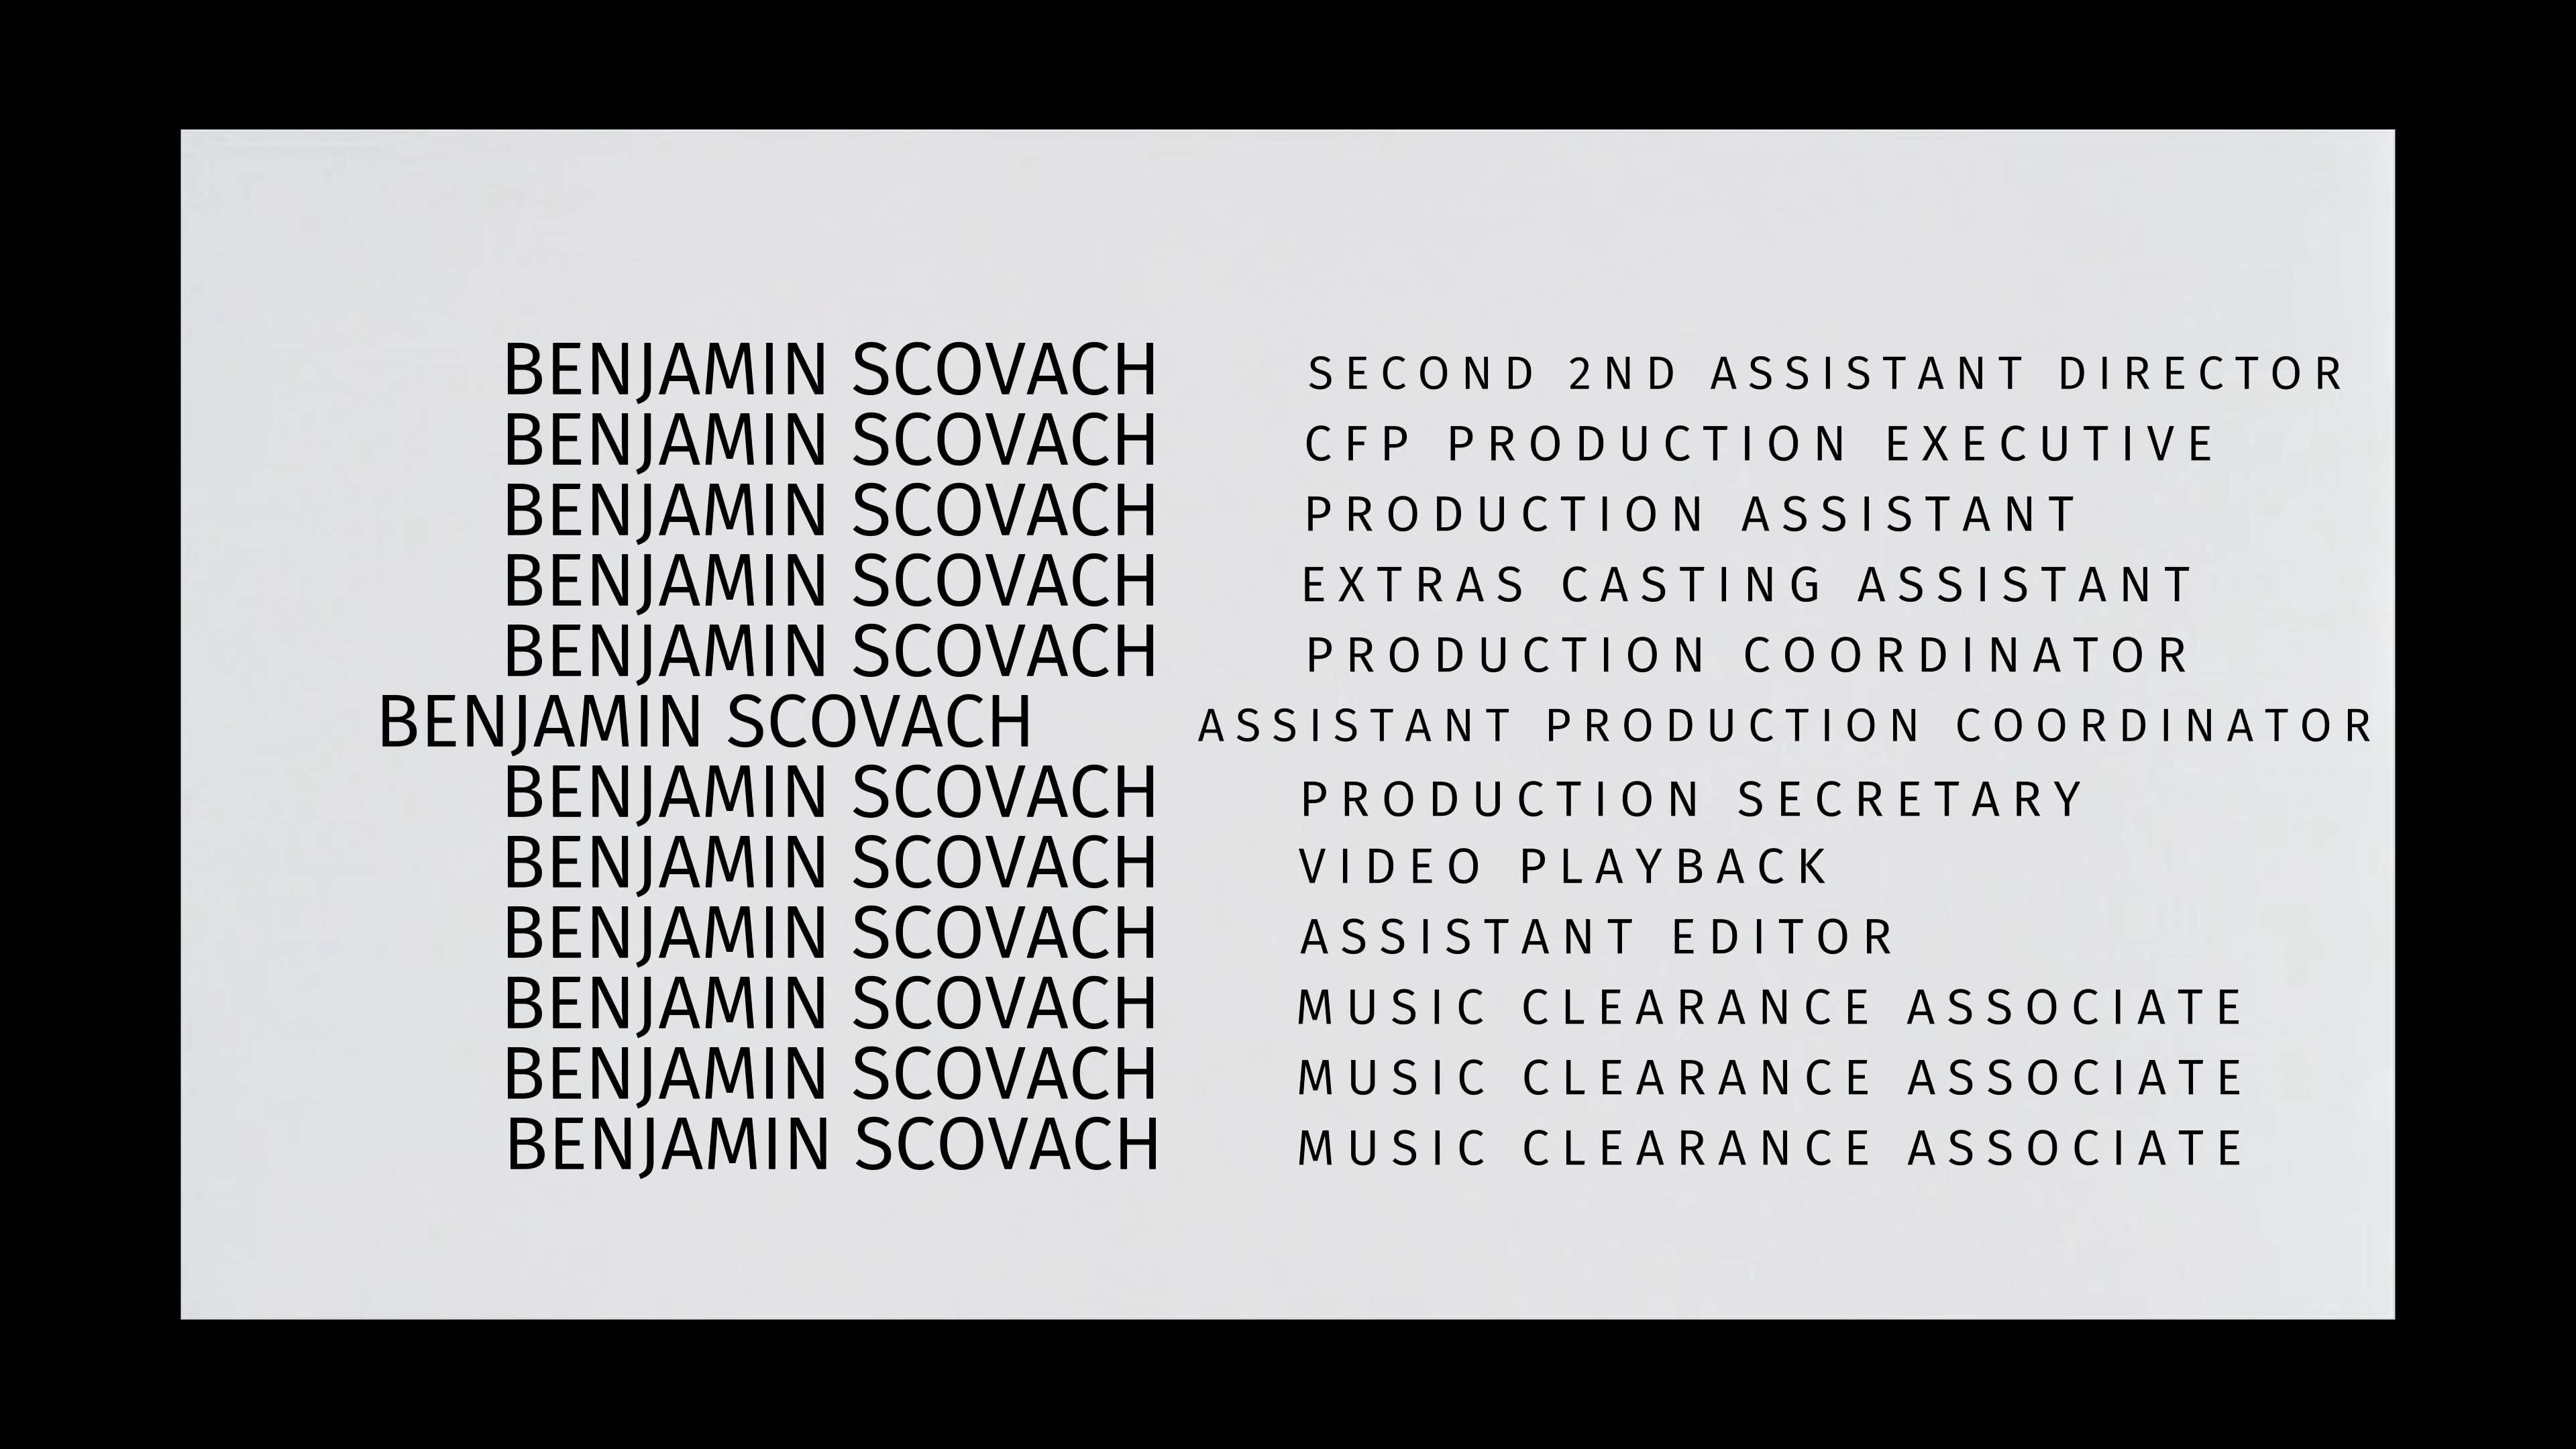 BENJAMIN SCOVACH SECOND 2ND ASSISTANT DIRECTOR
BENJAMIN SCOVACH CFP PRODUCTION EXECUTIVE
BENJAMIN SCOVACH PRODUCTION ASSISTANT
BENJAMIN SCOVACH EXTRAS CASTING ASSISTANT
BENJAMIN SCOVACH PRODUCTION COORDINATOR
BENJAMIN SCOVACH ASSISTANT PRODUCTION COORDINATOR
BENJAMIN SCOVACH PRODUCTION SECRETARY
BENJAMIN SCOVACH VIDEO PLAYBACK
BENJAMIN SCOVACH ASSISTANT EDITOR
BENJAMIN SCOVACH MUSIC CLEARANCE ASSOCIATE
BENJAMIN SCOVACH MUSIC CLEARANCE ASSOCIATE
BENJAMIN SCOVACH MUSIC CLEARANCE ASSOCIATE